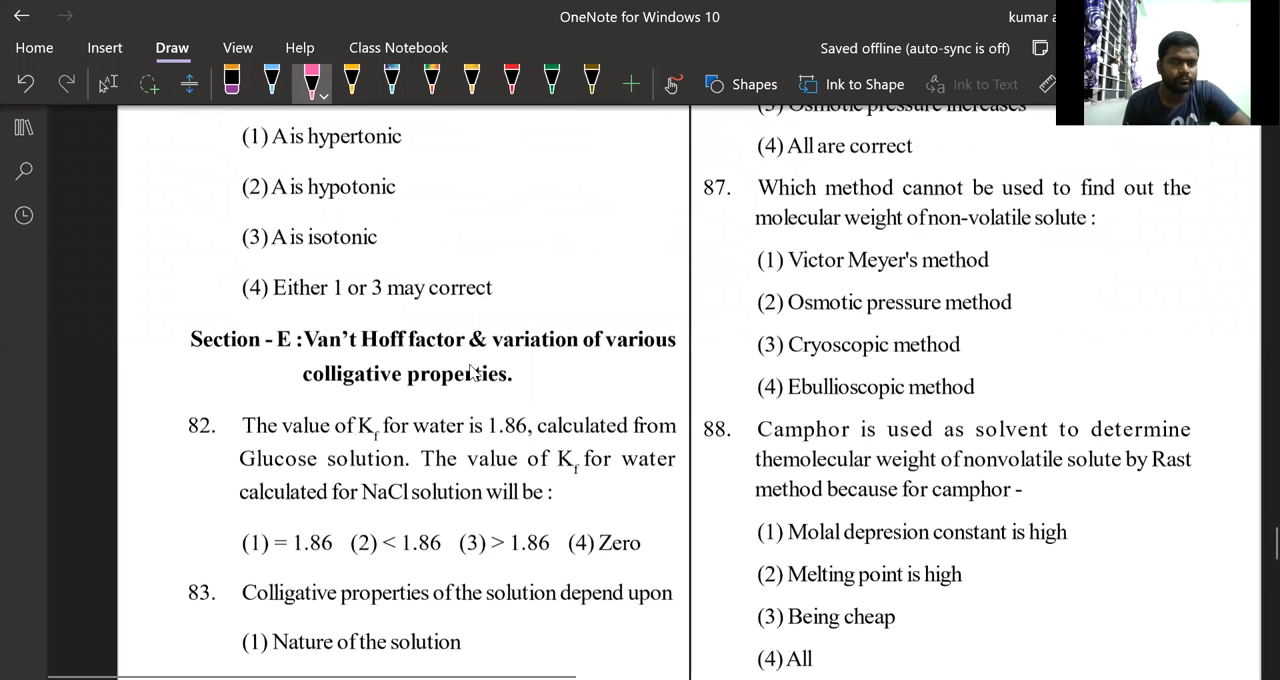 OneNote for Windows 10
kumar a
Home Insert Draw View Help Class Notebook
Saved offline (auto-sync is off)
Shapes Ink to Shape Ink to Text
(1) A is hypertonic
(2) A is hypotonic
(3) A is isotonic
(4) Either 1 or 3 may correct
Section - E : Van't Hoff factor & variation of various
colligative properties.
82. The value of Kf for water is 1.86, calculated from
Glucose solution. The value of Kf for water
calculated for NaCl solution will be :
(1) = 1.86 (2) < 1.86 (3) > 1.86 (4) Zero
83. Colligative properties of the solution depend upon
(1) Nature of the solution
(3) Osmotic pressure increases
(4) All are correct
87. Which method cannot be used to find out the
molecular weight of non-volatile solute :
(1) Victor Meyer's method
(2) Osmotic pressure method
(3) Cryoscopic method
(4) Ebullioscopic method
88. Camphor is used as solvent to determine
themolecular weight of nonvolatile solute by Rast
method because for camphor -
(1) Molal depresion constant is high
(2) Melting point is high
(3) Being cheap
(4) All